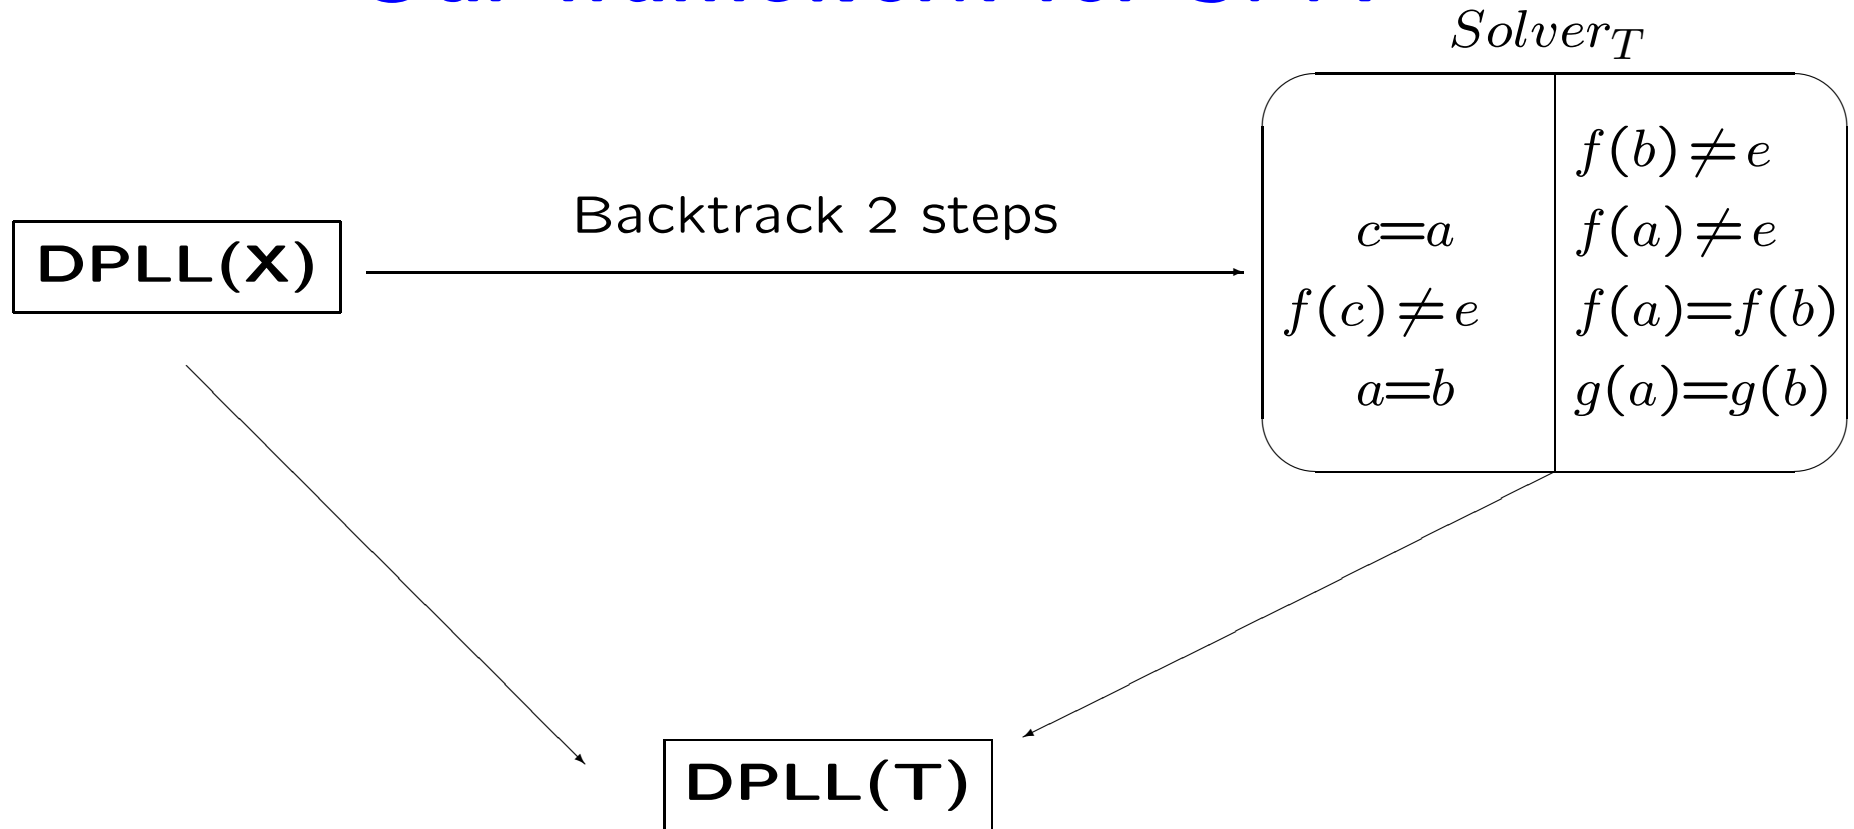 Solver_T
DPLL(X)
Backtrack 2 steps
c=a
f(c)≠e
a=b
f(b)≠e
f(a)≠e
f(a)=f(b)
g(a)=g(b)
DPLL(T)